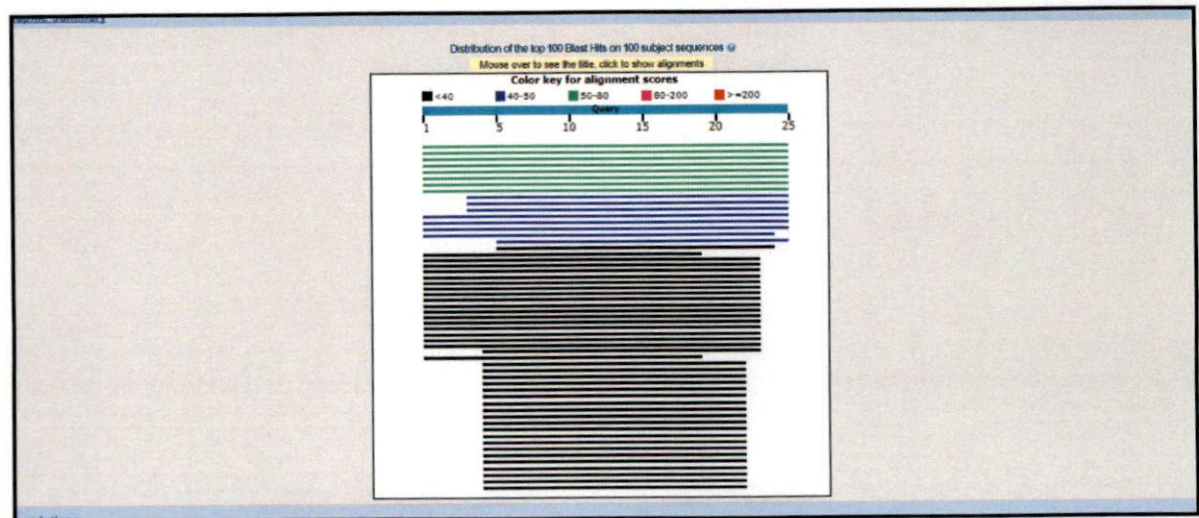 Distribution of the top 100 Blast Hits on 100 subject sequences
Mouse over to see the title, click to show alignments
Color key for alignment scores
<40 40-50 50-80 80-200 >=200
Query
1 5 10 15 20 25